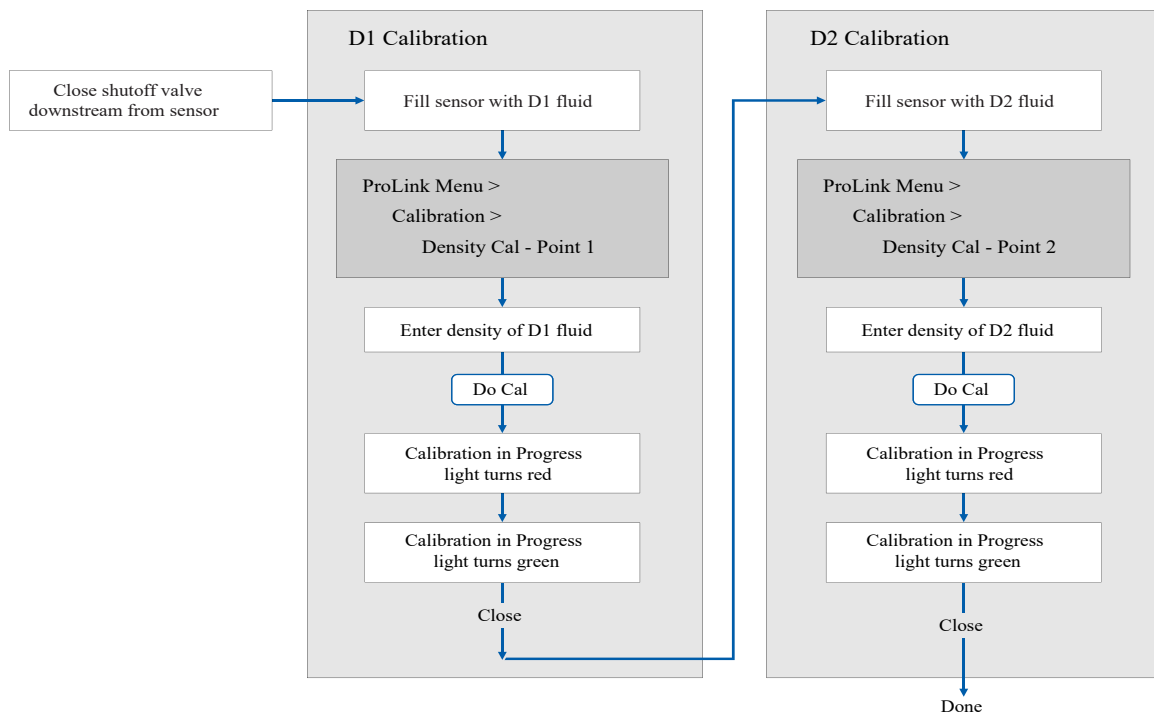 Close shutoff valve
downstream from sensor
D1 Calibration
Fill sensor with D1 fluid
ProLink Menu >
Calibration >
Density Cal - Point 1
Enter density of D1 fluid
Do Cal
Calibration in Progress
light turns red
Calibration in Progress
light turns green
Close
D2 Calibration
Fill sensor with D2 fluid
ProLink Menu >
Calibration >
Density Cal - Point 2
Enter density of D2 fluid
Do Cal
Calibration in Progress
light turns red
Calibration in Progress
light turns green
Close
Done